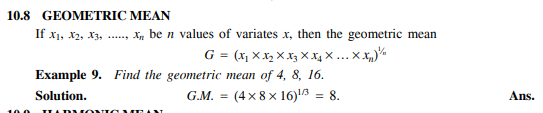 10.8 GEOMETRIC MEAN
If x₁, x₂, x₃, ....., xₙ be n values of variates x, then the geometric mean
G = (x₁ × x₂ × x₃ × x₄ × ... × xₙ)^¹⁄ₙ
Example 9. Find the geometric mean of 4, 8, 16.
Solution. G.M. = (4 × 8 × 16)^1/3 = 8. Ans.